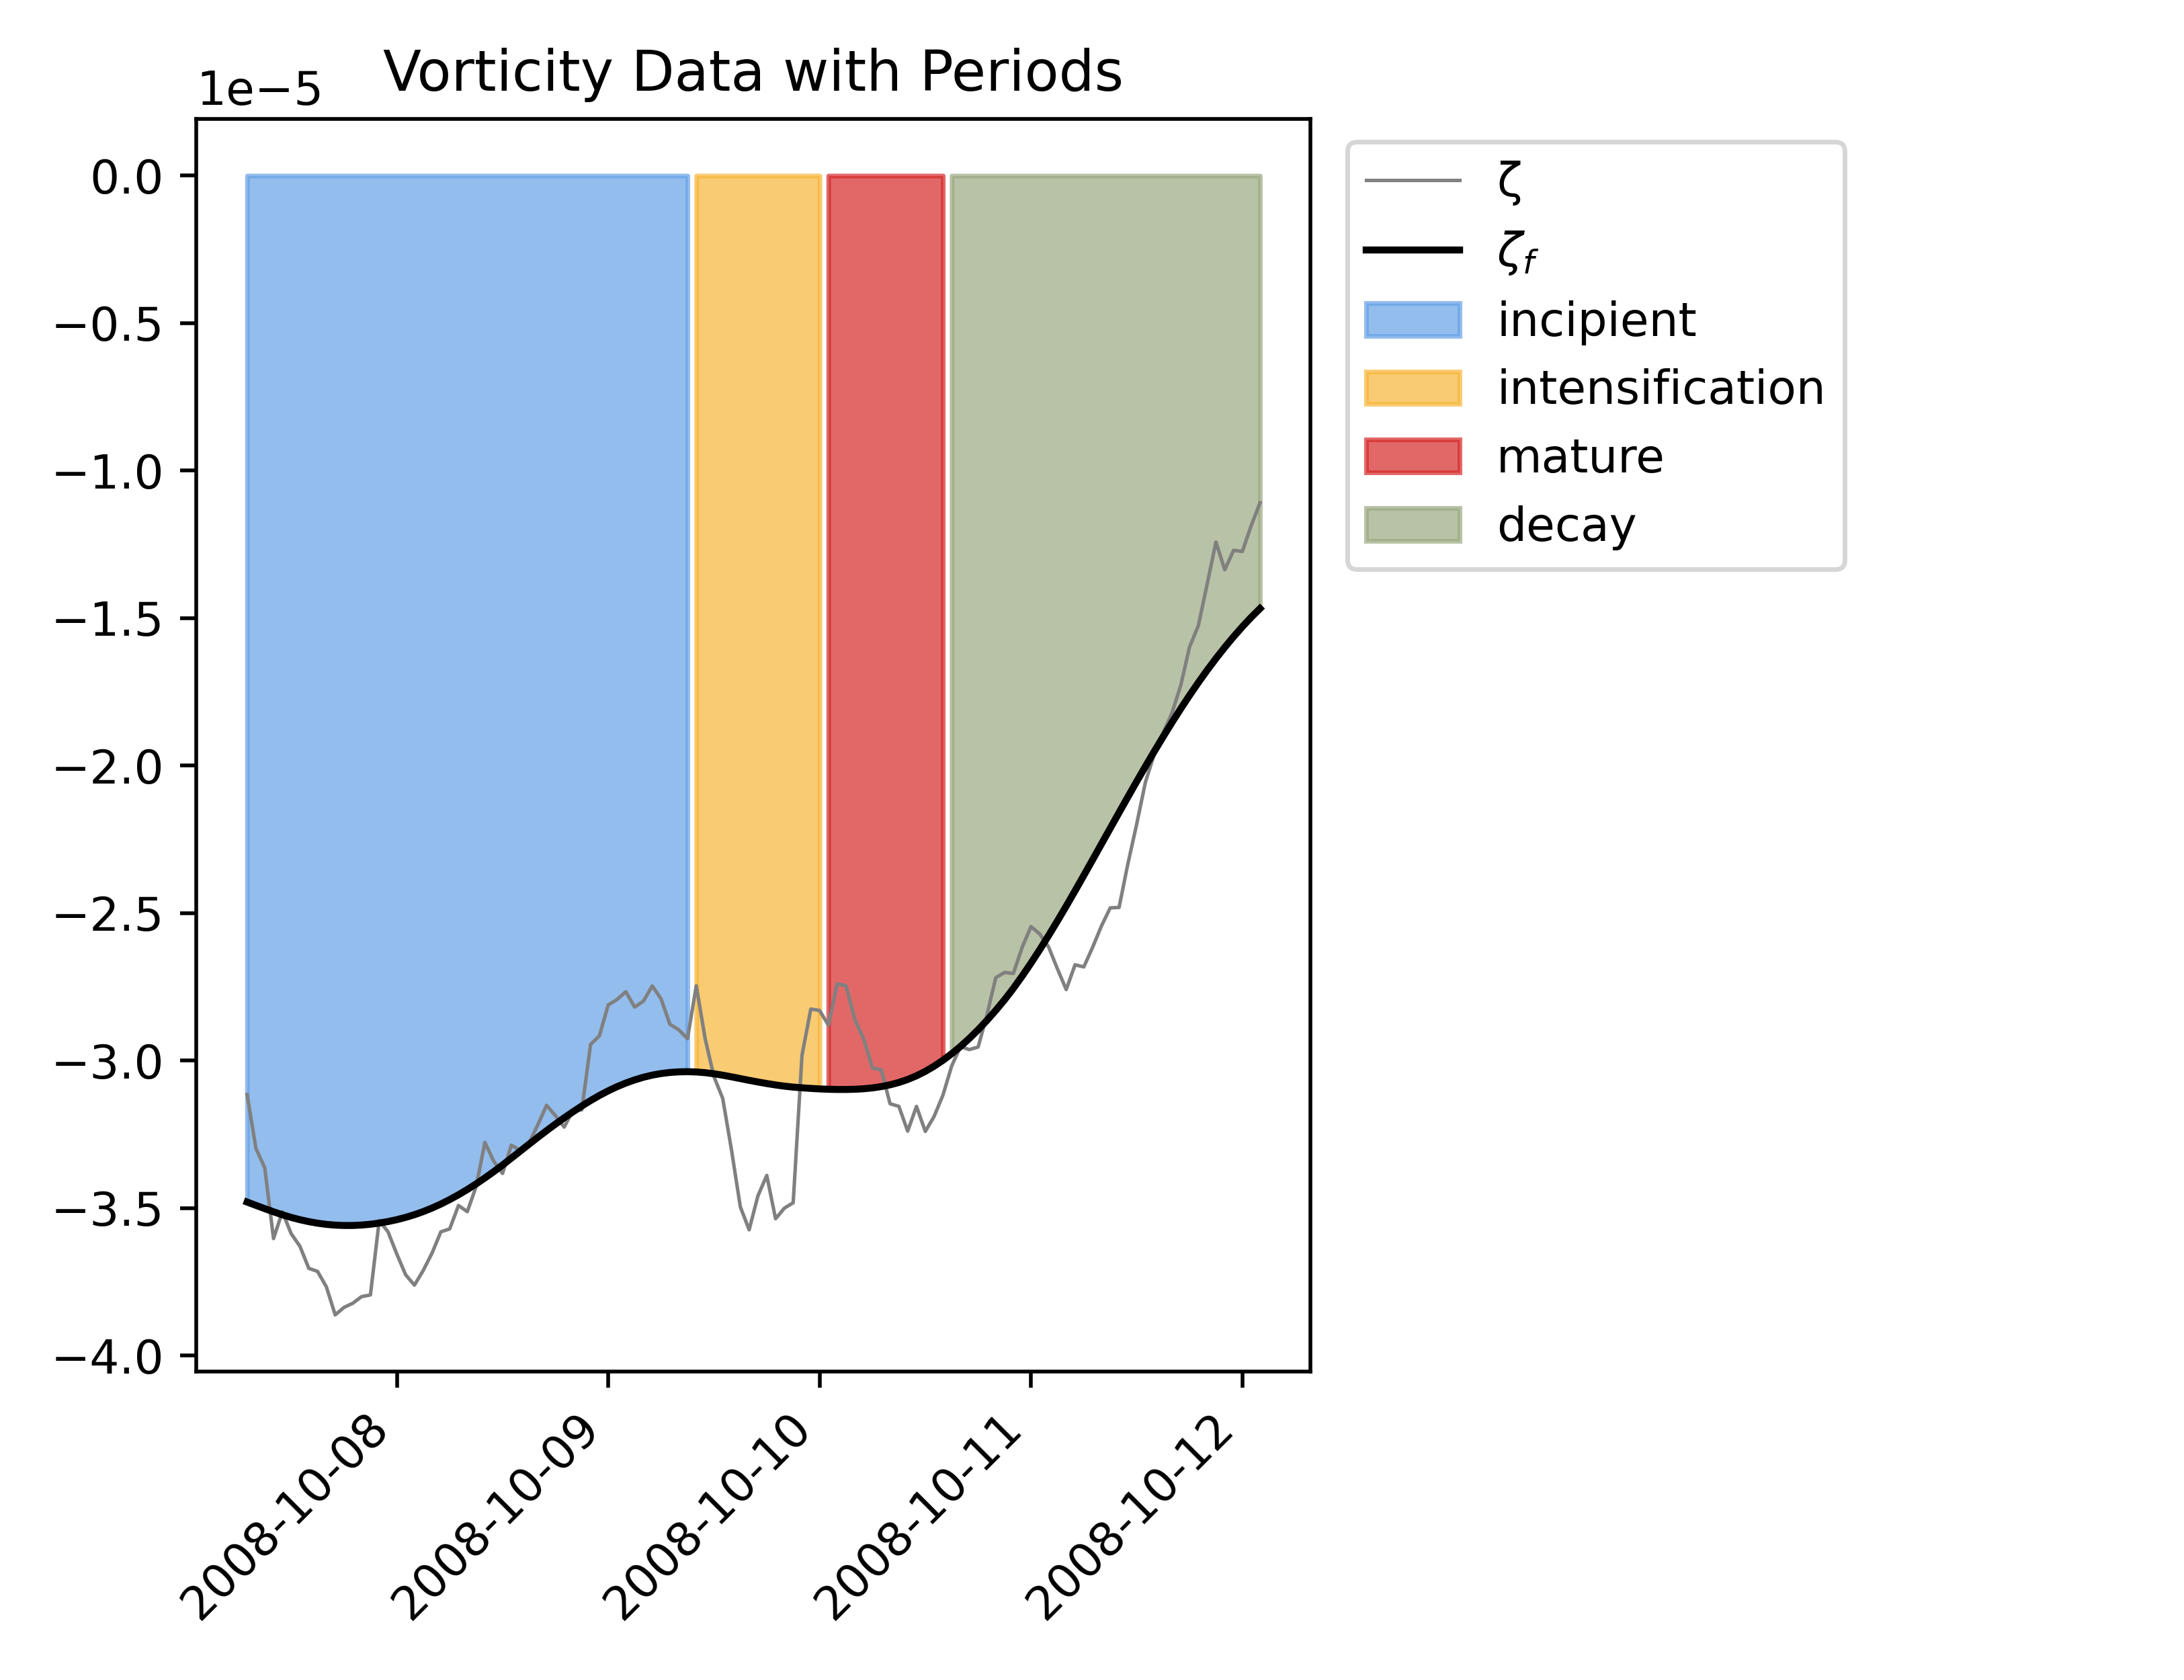 Vorticity Data with Periods
1e−5
0.0
−0.5
−1.0
−1.5
−2.0
−2.5
−3.0
−3.5
−4.0
2008-10-08
2008-10-09
2008-10-10
2008-10-11
2008-10-12
ζ
ζf
incipient
intensification
mature
decay